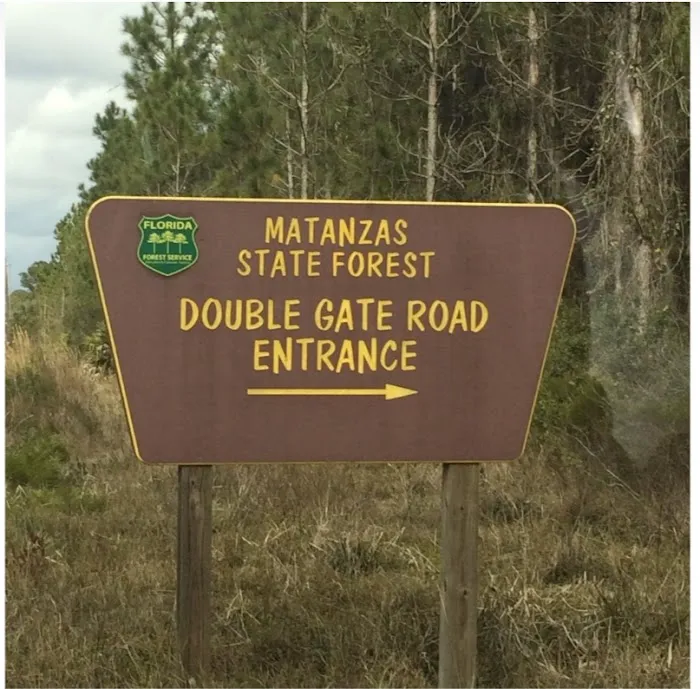 FLORIDA
FOREST SERVICE
MATANZAS
STATE FOREST
DOUBLE GATE ROAD
ENTRANCE